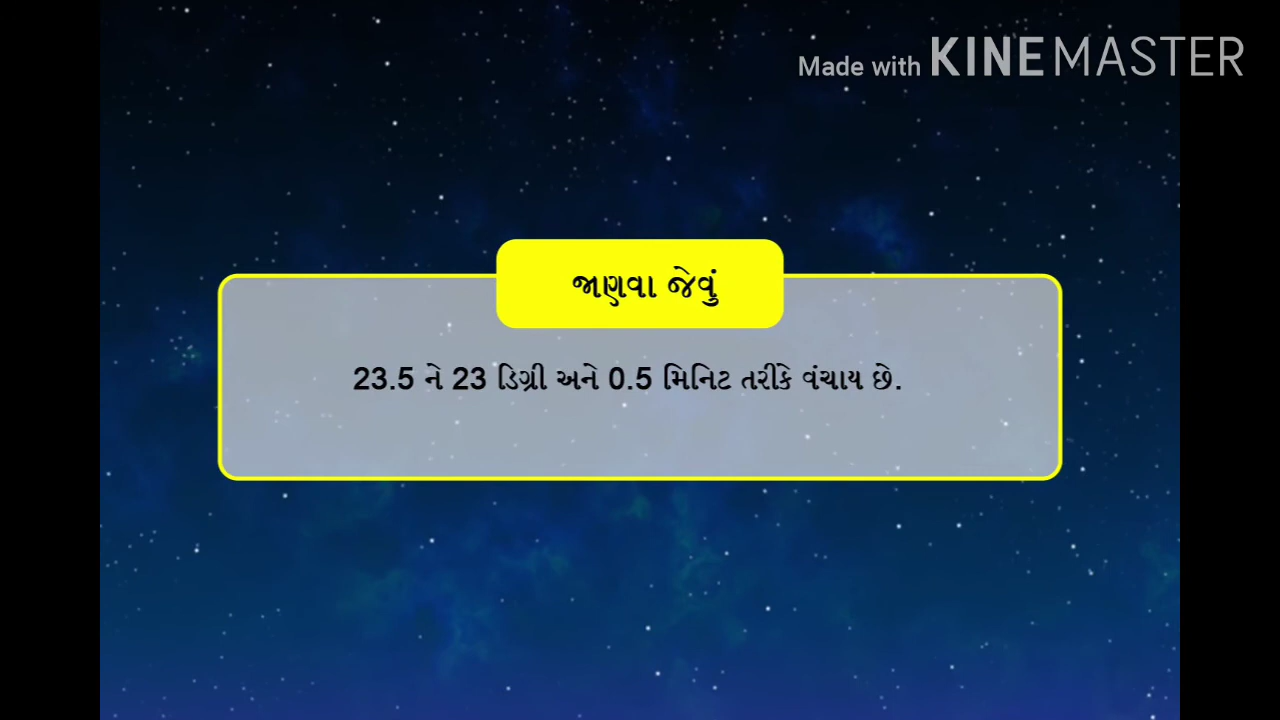 Made with KINEMASTER
જાણવા જેવું
23.5 ને 23 ડિગ્રી અને 0.5 મિનિટ તરીકે વંચાય છે.